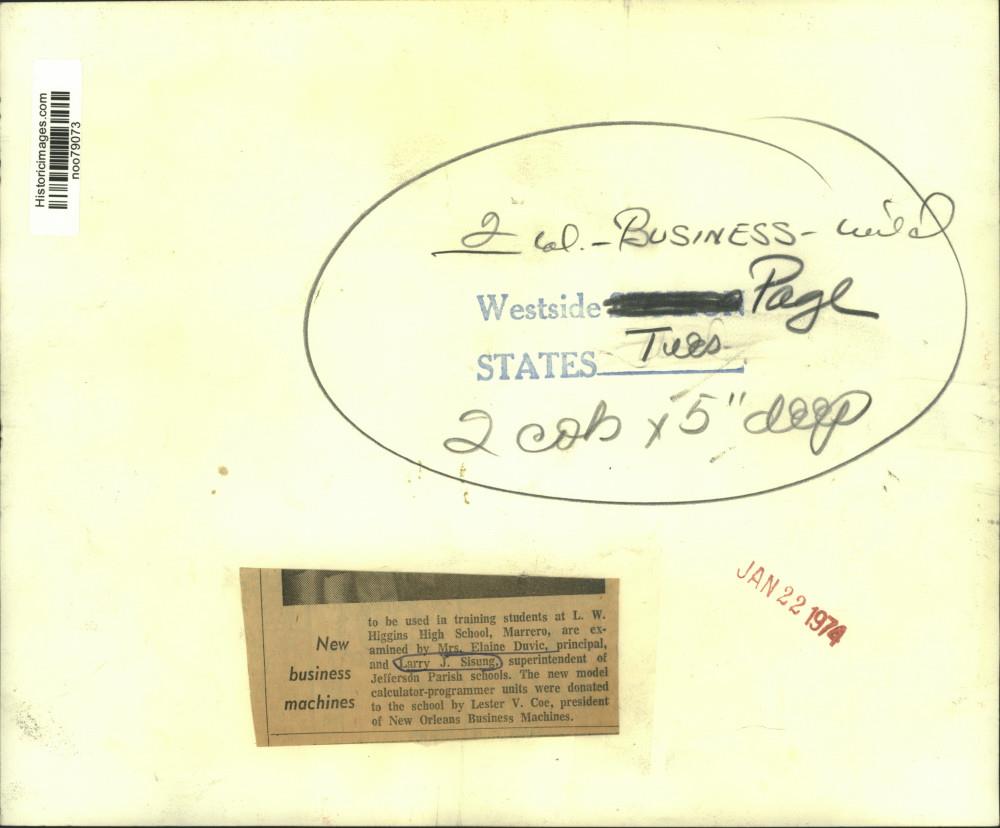 Historicimages.com
noo79073
2 col. - BUSINESS -
Westside Page
STATES Tues.
2 cols x 5" deep
JAN 22 1974
New
business
machines
to be used in training students at L. W.
Higgins High School, Marrero, are ex-
amined by Mrs. Elaine Duvic, principal,
and Larry J. Sisung, superintendent of
Jefferson Parish schools. The new model
calculator-programmer units were donated
to the school by Lester V. Coe, president
of New Orleans Business Machines.